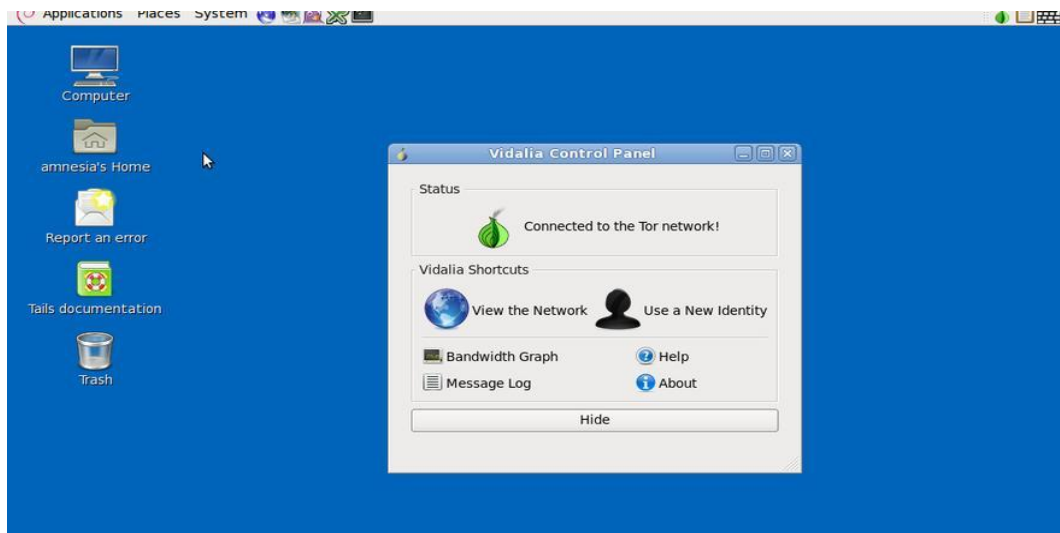 Applications Places System
Computer
amnesia's Home
Report an error
Tails documentation
Trash
Vidalia Control Panel
Status
Connected to the Tor network!
Vidalia Shortcuts
View the Network Use a New Identity
Bandwidth Graph Help
Message Log About
Hide